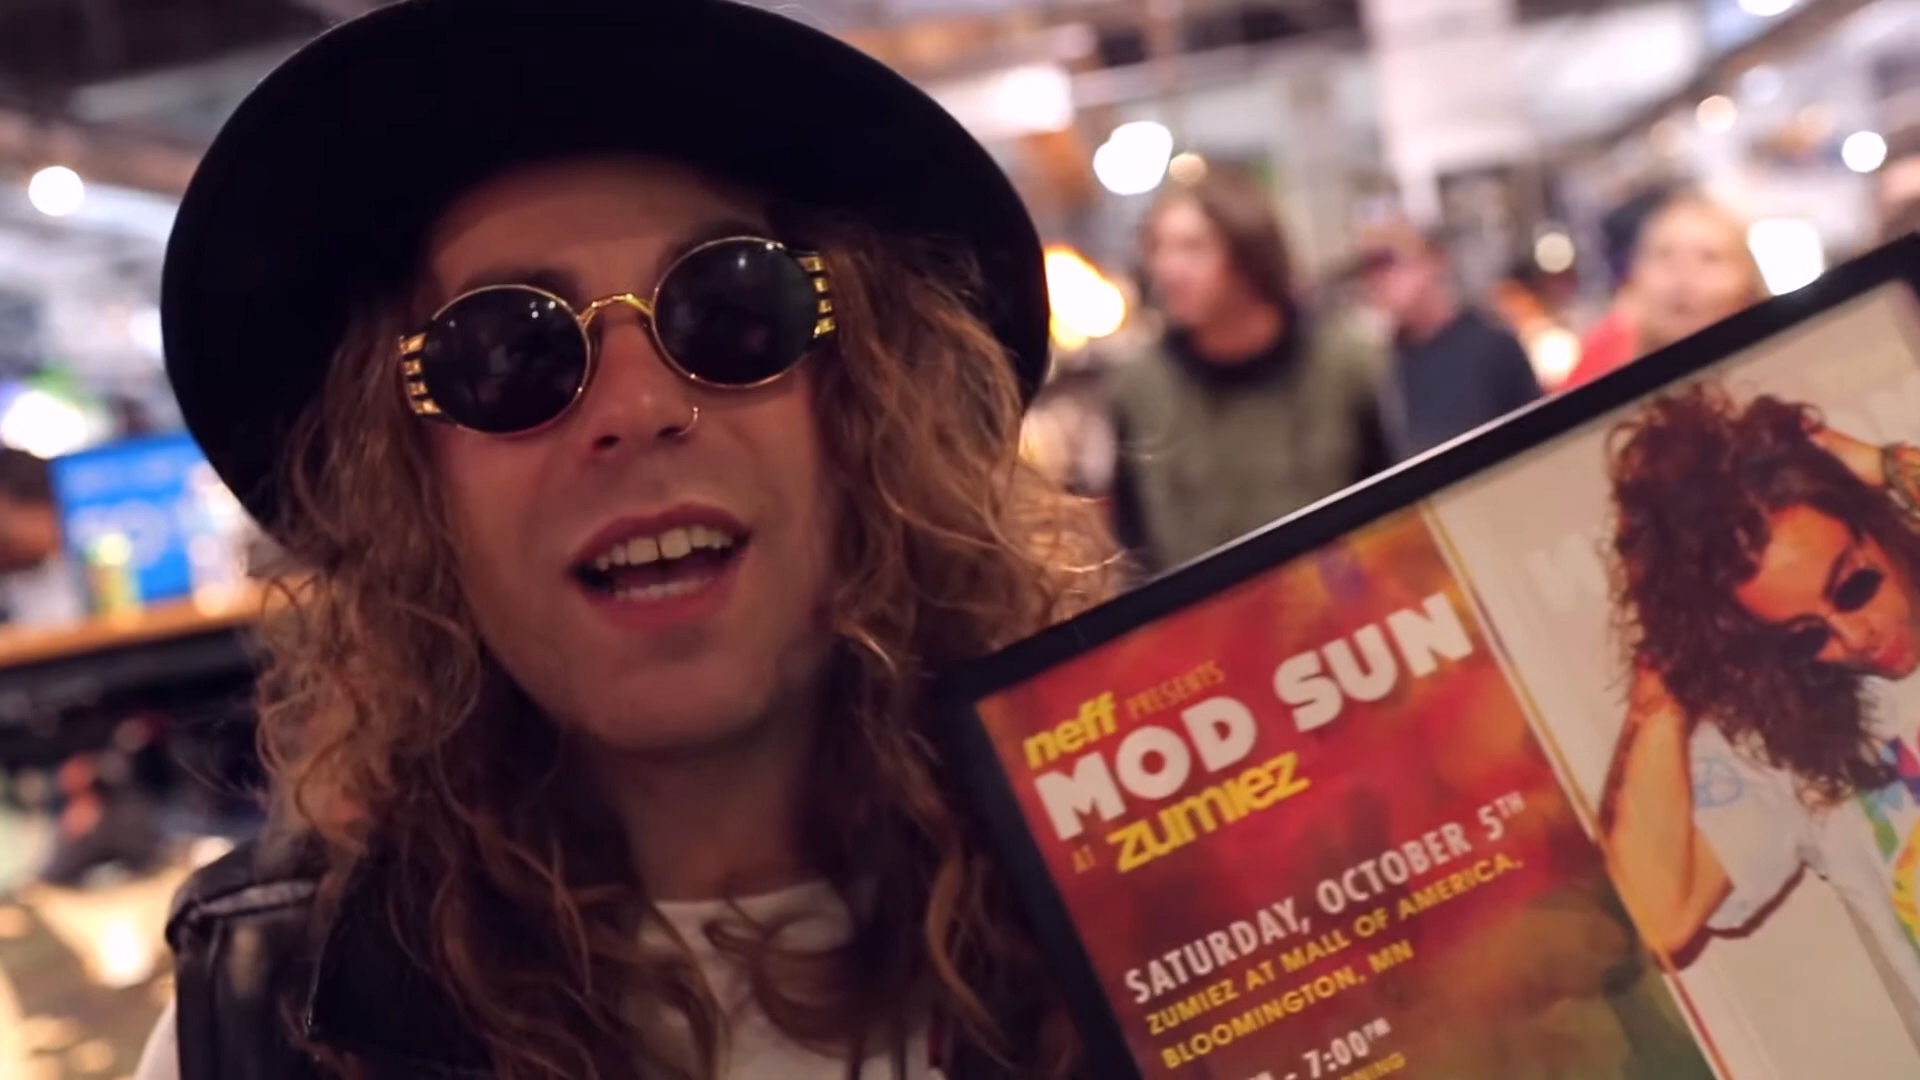 neff PRESENTS
MOD SUN
AT zumiez
SATURDAY, OCTOBER 5TH
ZUMIEZ AT MALL OF AMERICA,
BLOOMINGTON, MN
- 7:00PM